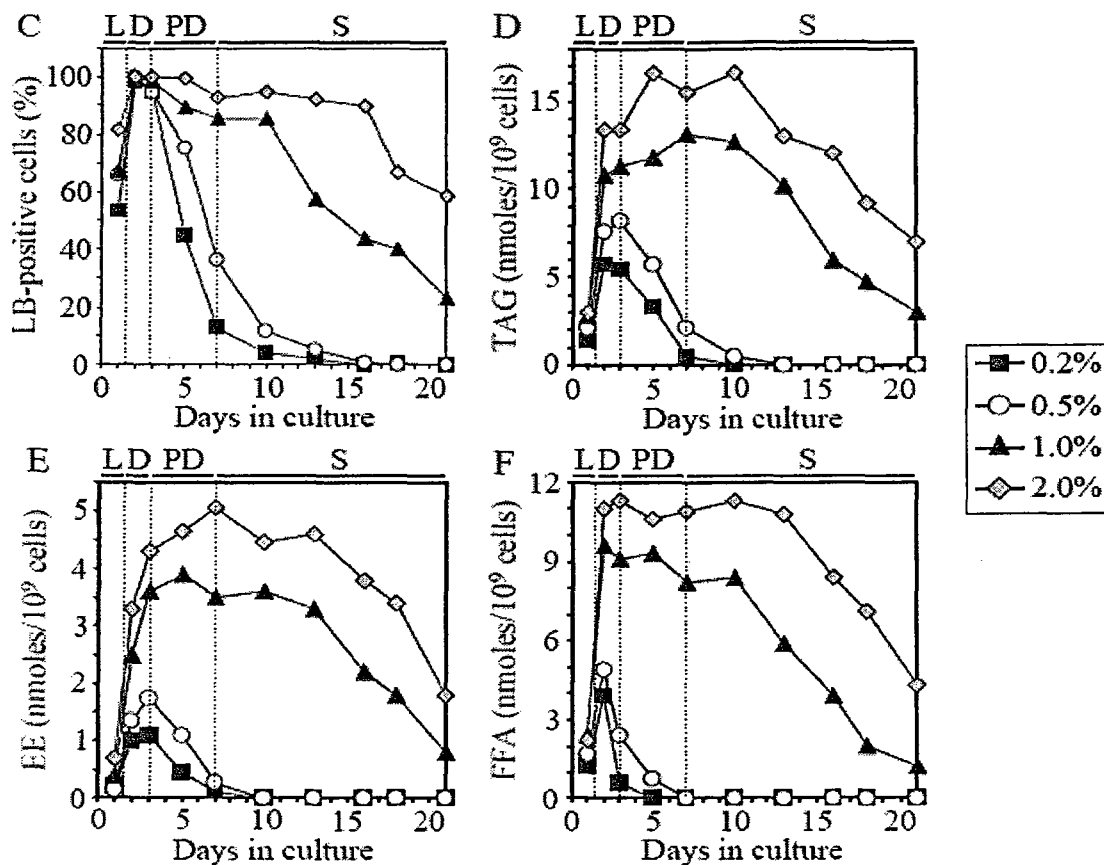 C
L D PD S
LB-positive cells (%)
100
80
60
40
20
0
0 5 10 15 20
Days in culture
D
L D PD S
TAG (nmoles/10⁹ cells)
15
10
5
0
0 5 10 15 20
Days in culture
0.2%
0.5%
1.0%
2.0%
E
L D PD S
EE (nmoles/10⁹ cells)
5
4
3
2
1
0
0 5 10 15 20
Days in culture
F
L D PD S
FFA (nmoles/10⁹ cells)
12
9
6
3
0
0 5 10 15 20
Days in culture